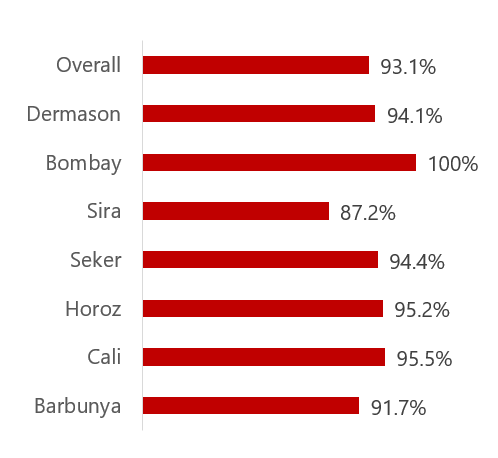 Overall 93.1%
Dermason 94.1%
Bombay 100%
Sira 87.2%
Seker 94.4%
Horoz 95.2%
Cali 95.5%
Barbunya 91.7%